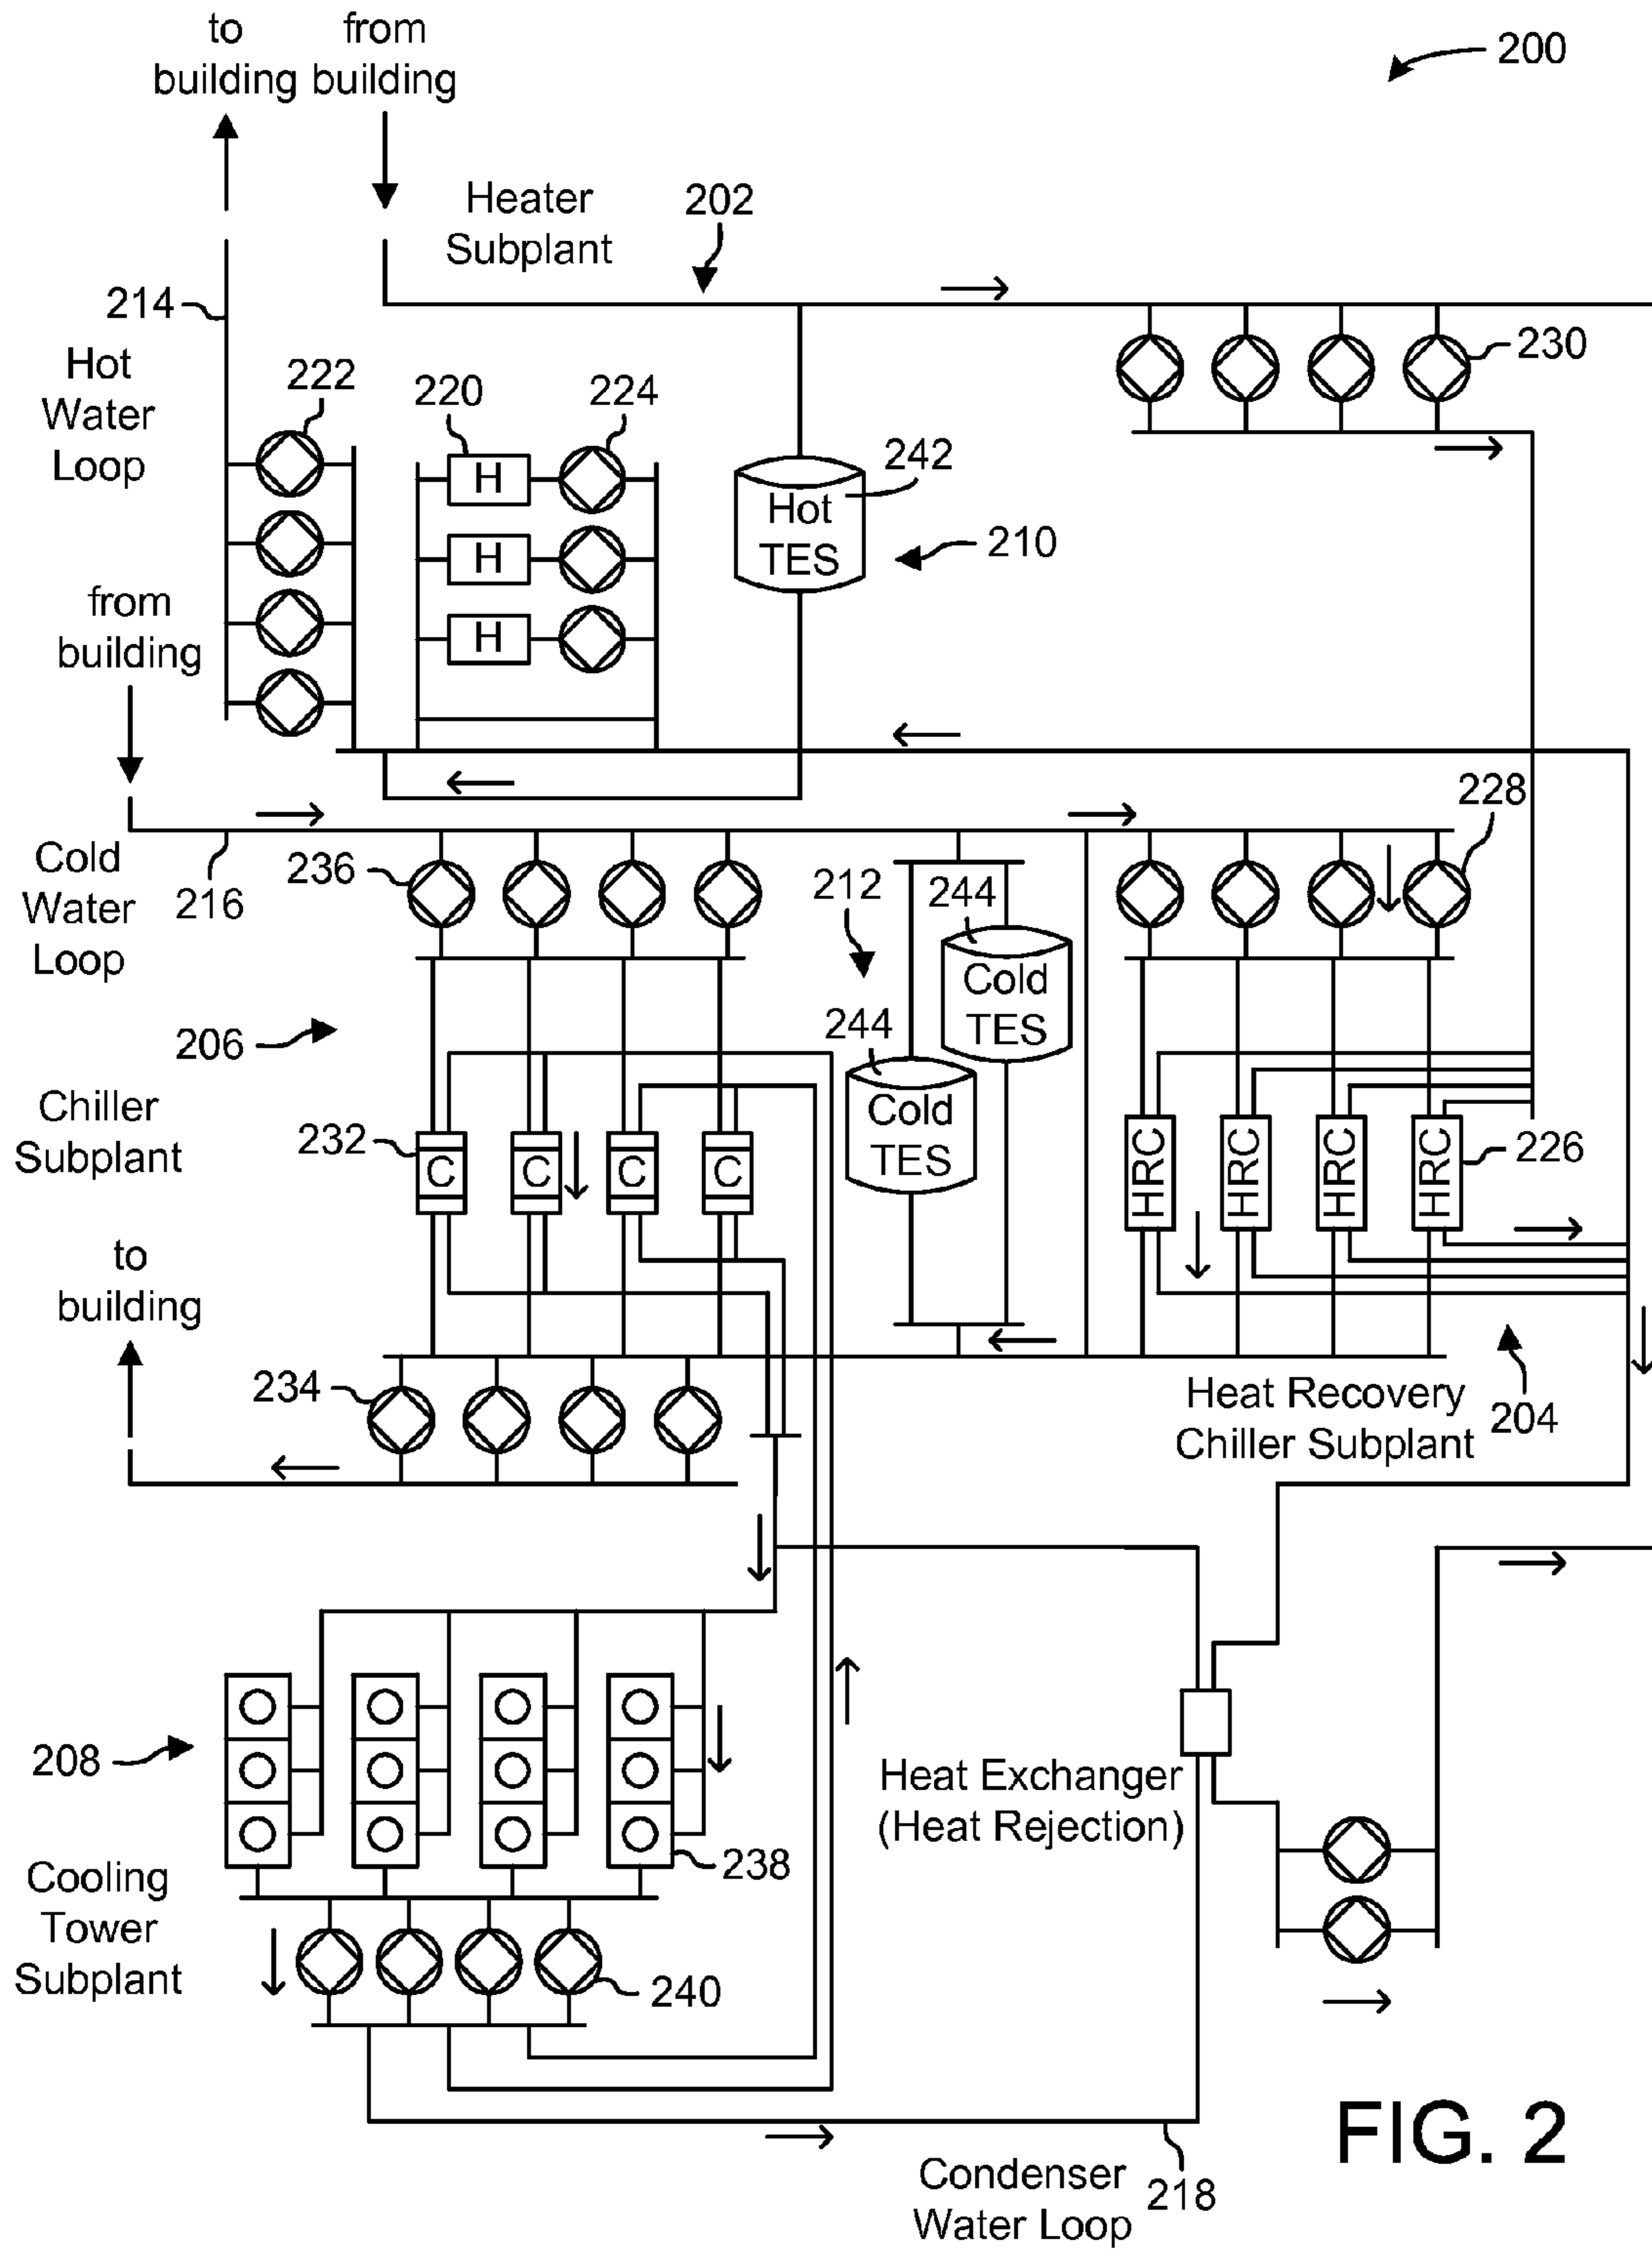 to
building
from
building
200
Heater
Subplant
202
214
Hot
Water
Loop
222
220
224
230
H
H
H
Hot
TES
242
210
from
building
228
Cold
Water
Loop
216
236
212
244
Cold
TES
244
Cold
TES
206
Chiller
Subplant
232
C
C
C
C
HRC
HRC
HRC
HRC
226
to
building
234
Heat Recovery
Chiller Subplant
204
208
Heat Exchanger
(Heat Rejection)
238
Cooling
Tower
Subplant
240
FIG. 2
Condenser
Water Loop
218